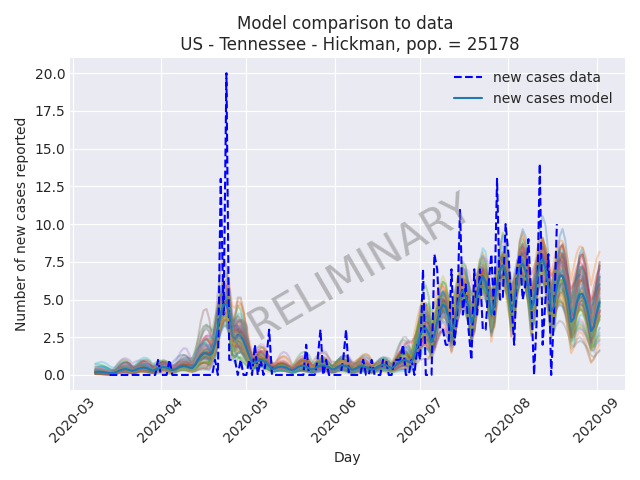 Model comparison to data
US - Tennessee - Hickman, pop. = 25178
new cases data
new cases model
PRELIMINARY
Number of new cases reported
20.0
17.5
15.0
12.5
10.0
7.5
5.0
2.5
0.0
2020-03
2020-04
2020-05
2020-06
2020-07
2020-08
2020-09
Day